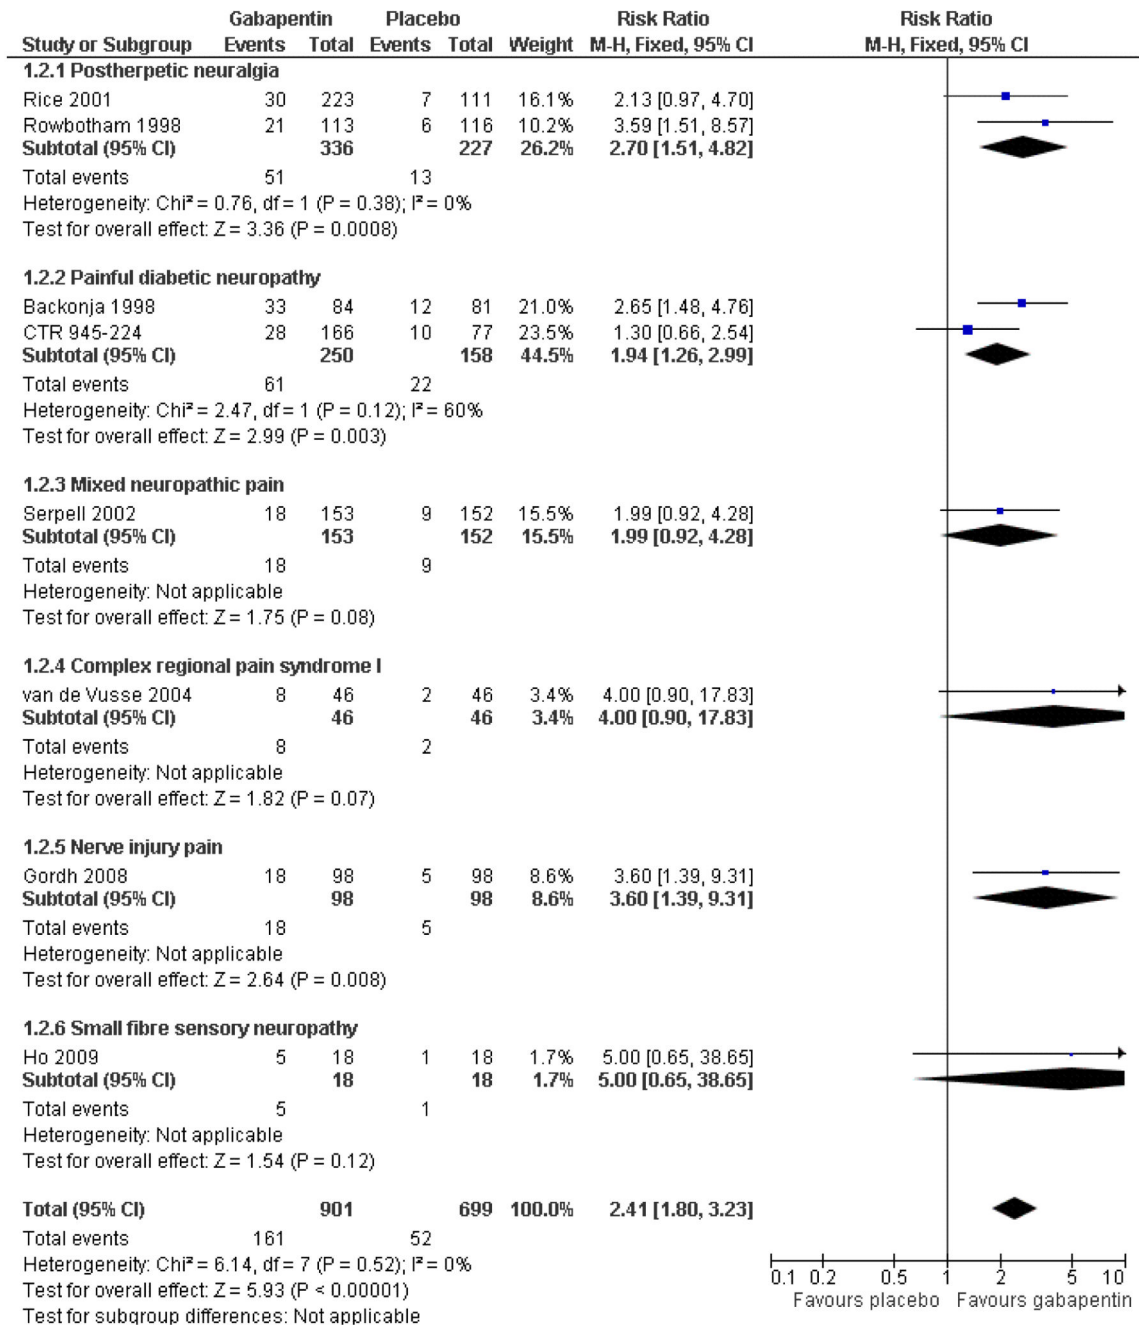 Gabapentin Placebo Risk Ratio Risk Ratio
Study or Subgroup Events Total Events Total Weight M-H, Fixed, 95% CI M-H, Fixed, 95% CI
1.2.1 Postherpetic neuralgia
Rice 2001 30 223 7 111 16.1% 2.13 [0.97, 4.70]
Rowbotham 1998 21 113 6 116 10.2% 3.59 [1.51, 8.57]
Subtotal (95% CI) 336 227 26.2% 2.70 [1.51, 4.82]
Total events 51 13
Heterogeneity: Chi² = 0.76, df = 1 (P = 0.38); I² = 0%
Test for overall effect: Z = 3.36 (P = 0.0008)
1.2.2 Painful diabetic neuropathy
Backonja 1998 33 84 12 81 21.0% 2.65 [1.48, 4.76]
CTR 945-224 28 166 10 77 23.5% 1.30 [0.66, 2.54]
Subtotal (95% CI) 250 158 44.5% 1.94 [1.26, 2.99]
Total events 61 22
Heterogeneity: Chi² = 2.47, df = 1 (P = 0.12); I² = 60%
Test for overall effect: Z = 2.99 (P = 0.003)
1.2.3 Mixed neuropathic pain
Serpell 2002 18 153 9 152 15.5% 1.99 [0.92, 4.28]
Subtotal (95% CI) 153 152 15.5% 1.99 [0.92, 4.28]
Total events 18 9
Heterogeneity: Not applicable
Test for overall effect: Z = 1.75 (P = 0.08)
1.2.4 Complex regional pain syndrome I
van de Vusse 2004 8 46 2 46 3.4% 4.00 [0.90, 17.83]
Subtotal (95% CI) 46 46 3.4% 4.00 [0.90, 17.83]
Total events 8 2
Heterogeneity: Not applicable
Test for overall effect: Z = 1.82 (P = 0.07)
1.2.5 Nerve injury pain
Gordh 2008 18 98 5 98 8.6% 3.60 [1.39, 9.31]
Subtotal (95% CI) 98 98 8.6% 3.60 [1.39, 9.31]
Total events 18 5
Heterogeneity: Not applicable
Test for overall effect: Z = 2.64 (P = 0.008)
1.2.6 Small fibre sensory neuropathy
Ho 2009 5 18 1 18 1.7% 5.00 [0.65, 38.65]
Subtotal (95% CI) 18 18 1.7% 5.00 [0.65, 38.65]
Total events 5 1
Heterogeneity: Not applicable
Test for overall effect: Z = 1.54 (P = 0.12)
Total (95% CI) 901 699 100.0% 2.41 [1.80, 3.23]
Total events 161 52
Heterogeneity: Chi² = 6.14, df = 7 (P = 0.52); I² = 0%
Test for overall effect: Z = 5.93 (P < 0.00001)
Test for subgroup differences: Not applicable
0.1 0.2 0.5 1 2 5 10
Favours placebo Favours gabapentin